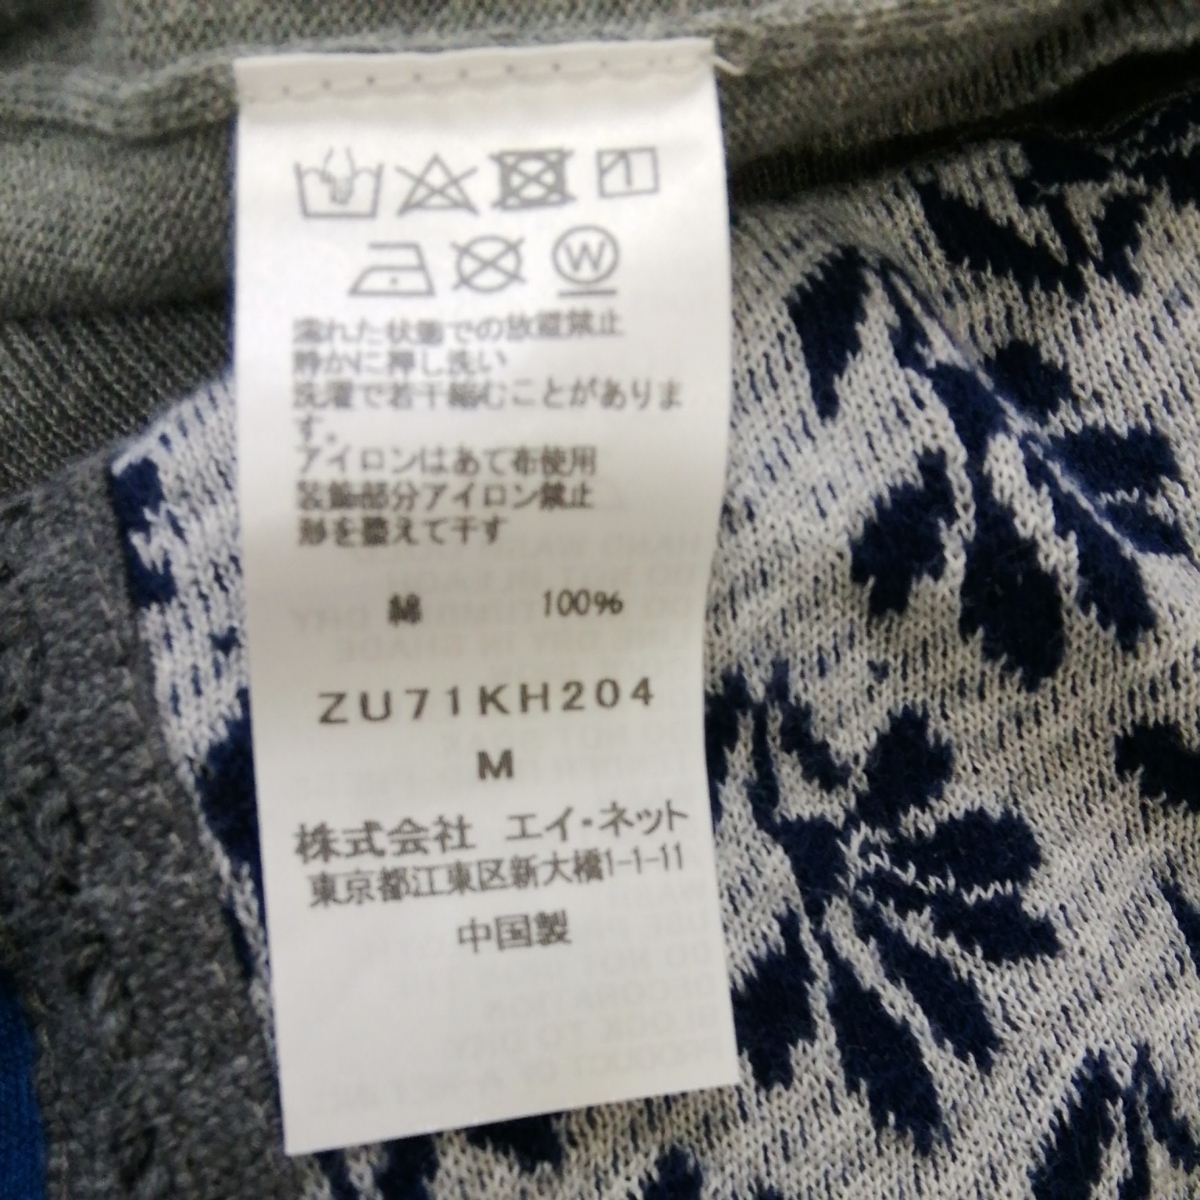 W
濡れた状態での放置禁止
静かに押し洗い
洗濯で若干縮むことがありま
す。
アイロンはあて布使用
装飾部分アイロン禁止
形を整えて干す
綿 100%
ZU71KH204
M
株式会社 エイ・ネット
東京都江東区新大橋1-1-11
中国製